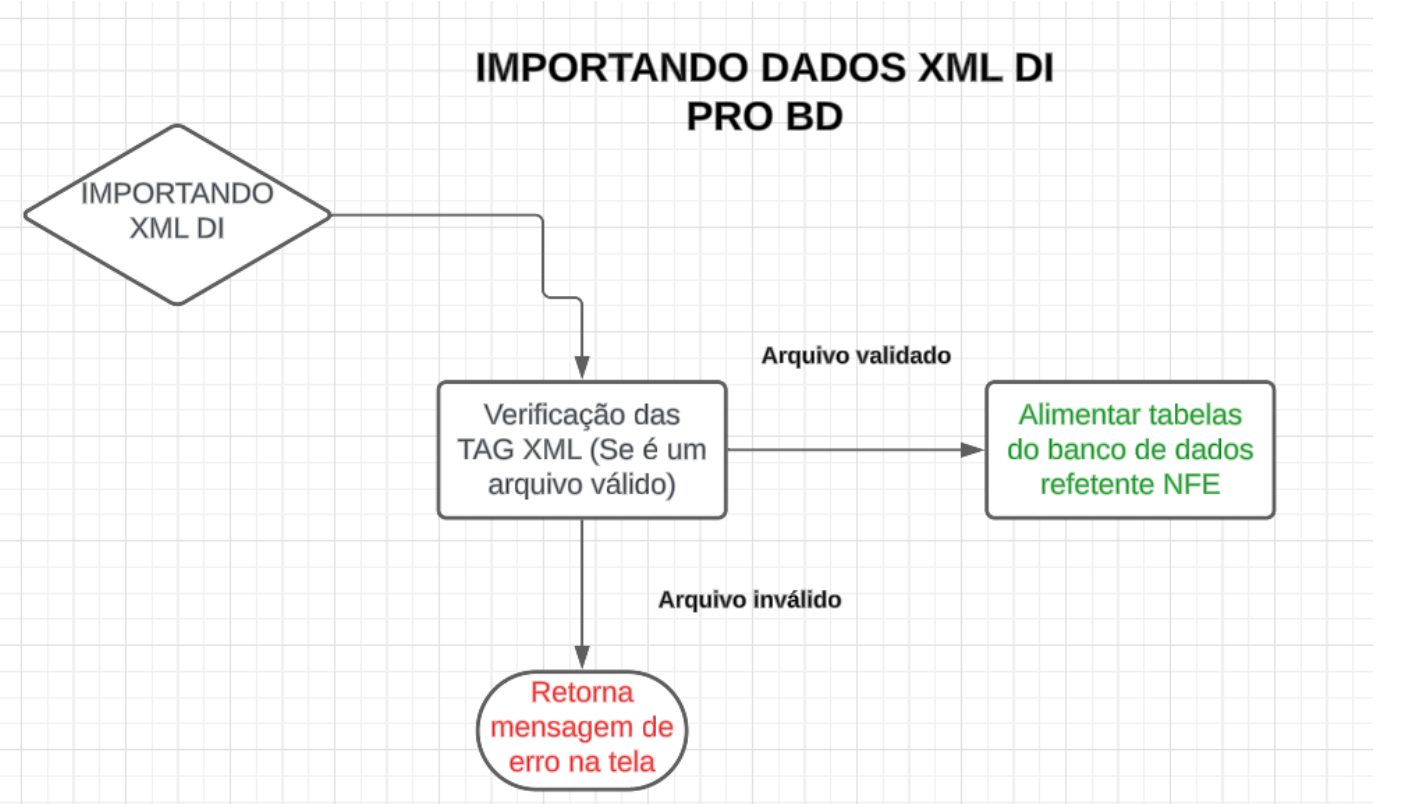 IMPORTANDO DADOS XML DI
PRO BD
IMPORTANDO
XML DI
Arquivo validado
Verificação das
TAG XML (Se é um
arquivo válido)
Alimentar tabelas
do banco de dados
refetente NFE
Arquivo inválido
Retorna
mensagem de
erro na tela